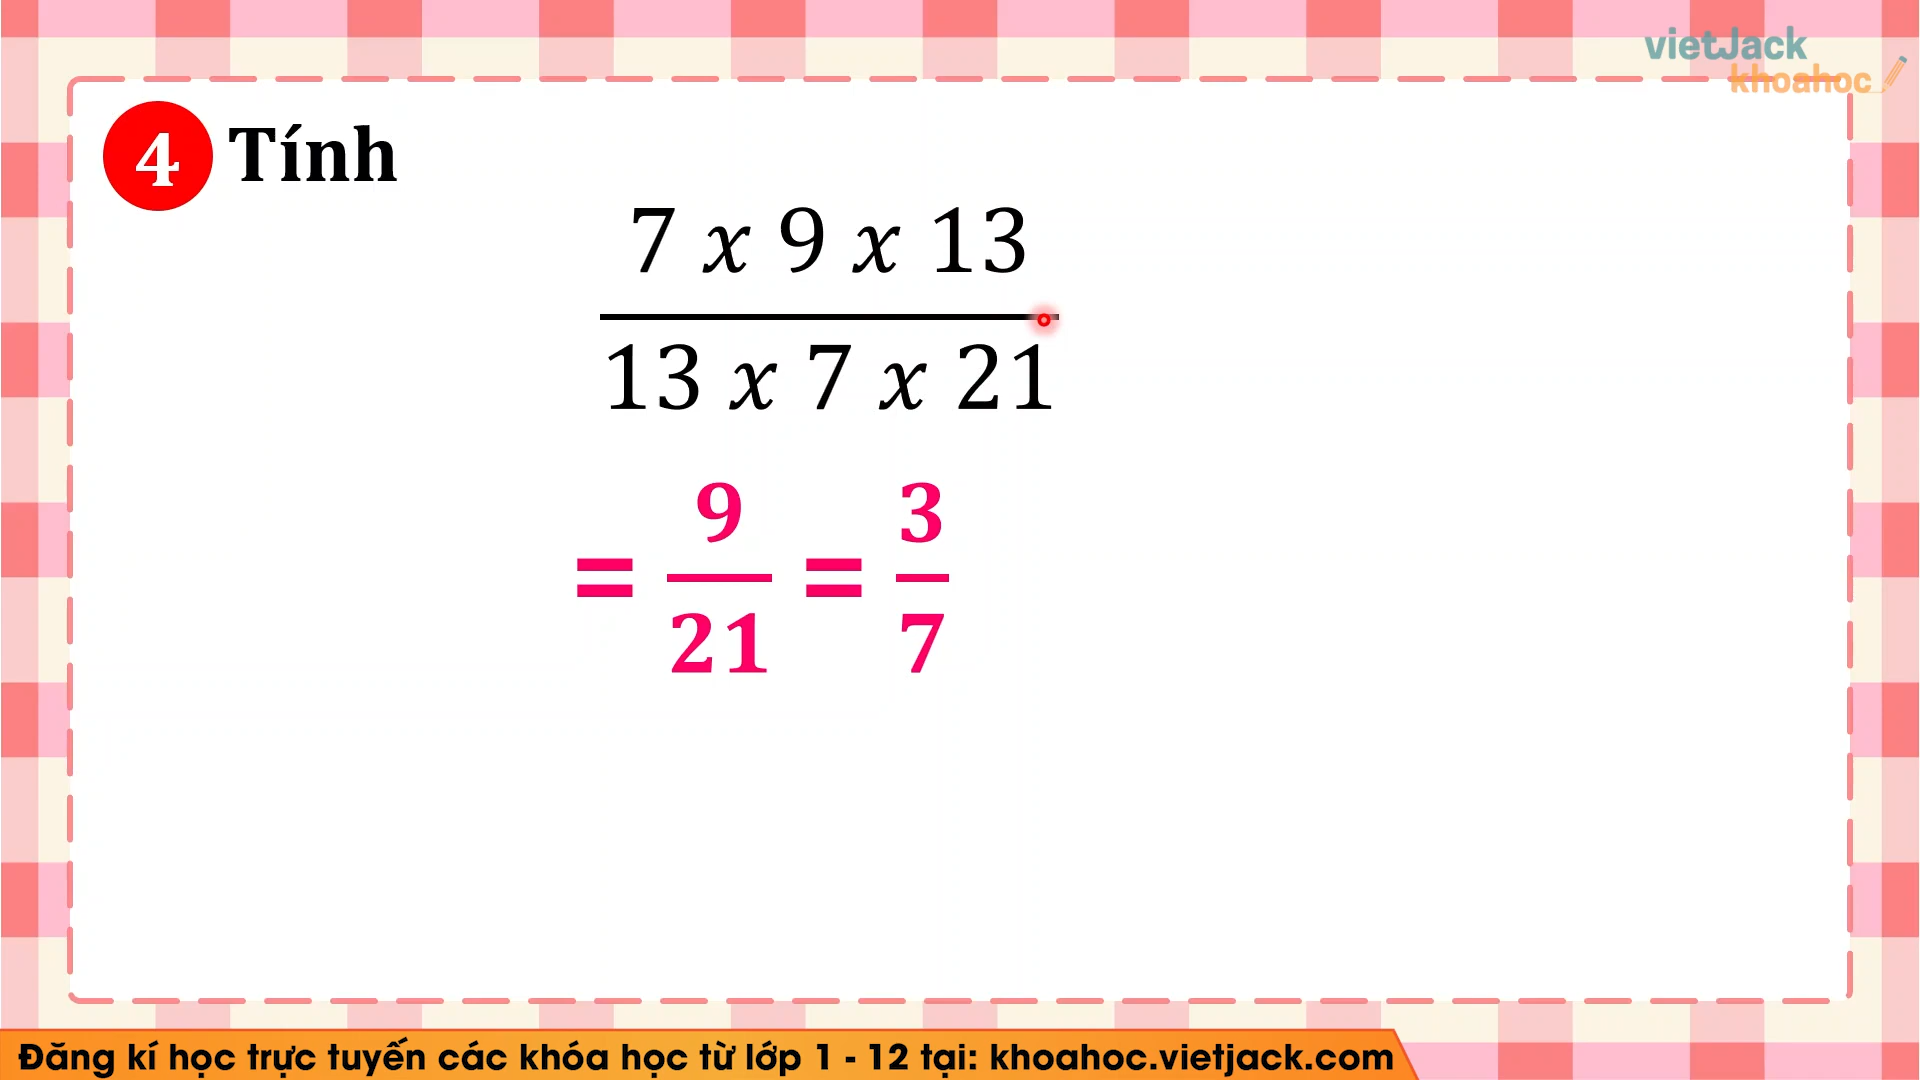 vietJack
khoahoc
4 Tính
7 x 9 x 13
13 x 7 x 21
= 9/21 = 3/7
Đăng kí học trực tuyến các khóa học từ lớp 1 - 12 tại: khoahoc.vietjack.com